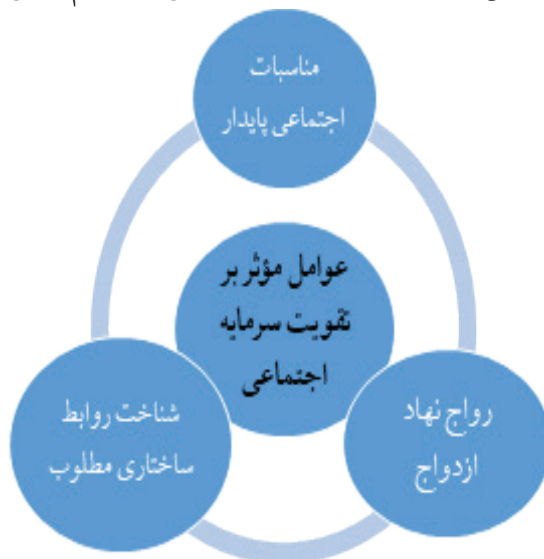 مناسبات
اجتماعی پایدار
عوامل مؤثر بر
تقویت سرمایه
اجتماعی
رواج نهاد
ازدواج
شناخت روابط
ساختاری مطلوب